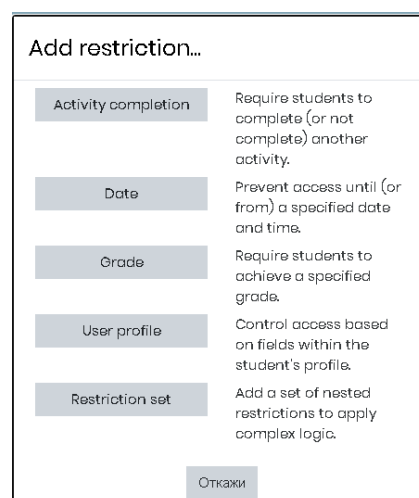 Add restriction...
Activity completion
Require students to
complete (or not
complete) another
activity.
Date
Prevent access until (or
from) a specified date
and time.
Grade
Require students to
achieve a specified
grade.
User profile
Control access based
on fields within the
student's profile.
Restriction set
Add a set of nested
restrictions to apply
complex logic.
Откажи